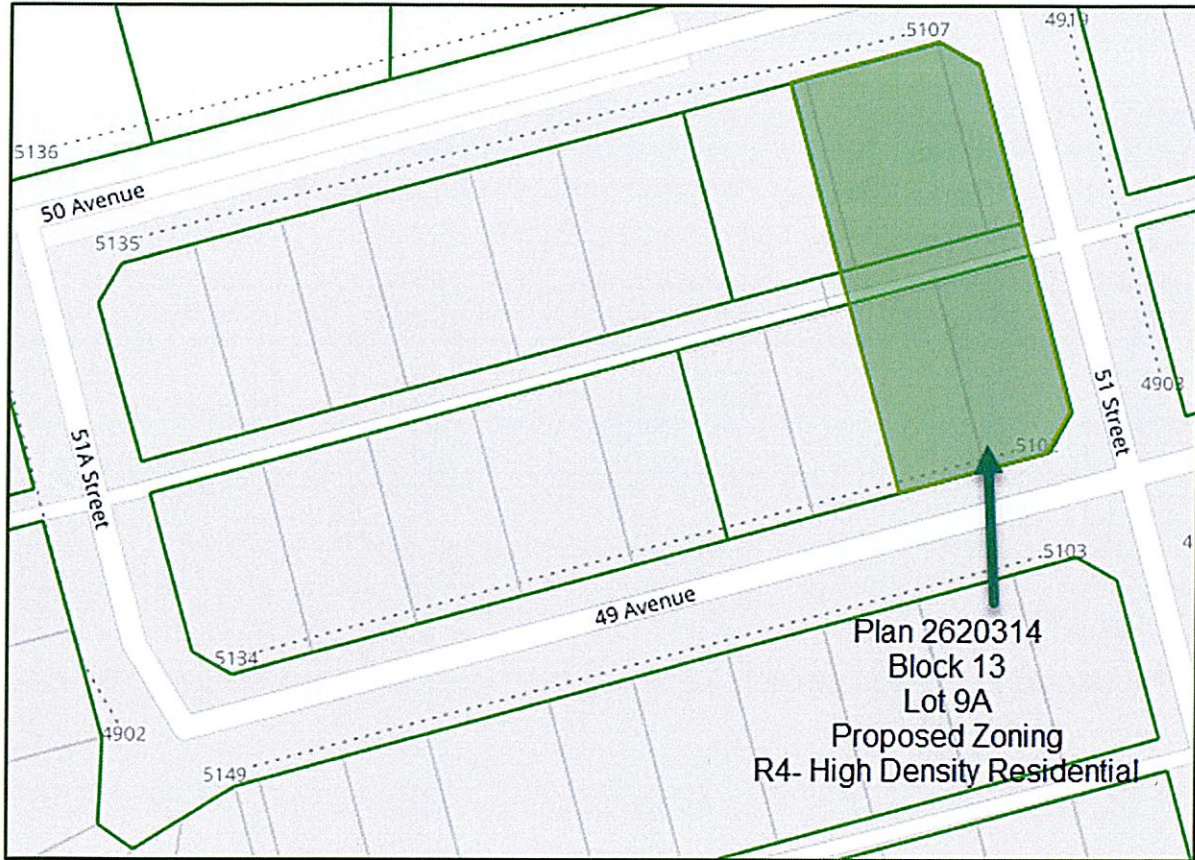 5107
4919
5136
50 Avenue
5135
51A Street
51 Street
4903
5134
49 Avenue
5103
4902
5149
Plan 2620314
Block 13
Lot 9A
Proposed Zoning
R4- High Density Residential